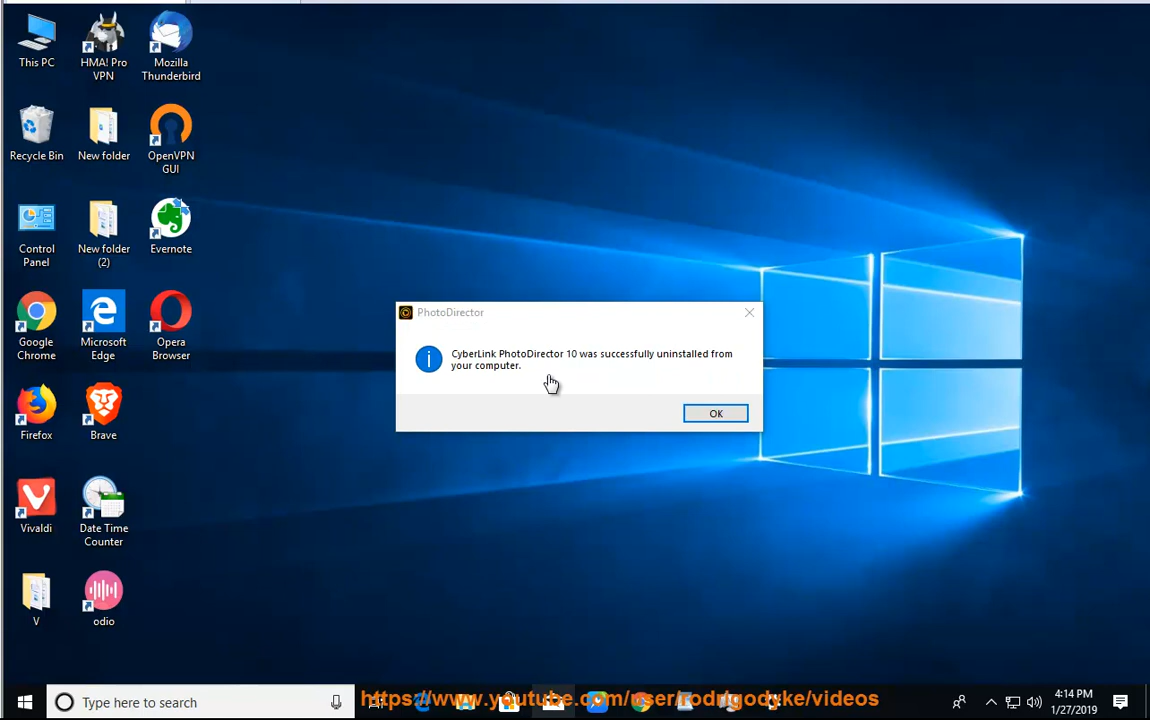 This PC
HMA! Pro
VPN
Mozilla
Thunderbird
Recycle Bin
New folder
OpenVPN
GUI
Control
Panel
New folder
(2)
Evernote
Google
Chrome
Microsoft
Edge
Opera
Browser
Firefox
Brave
Vivaldi
Date Time
Counter
V
odio
PhotoDirector
CyberLink PhotoDirector 10 was successfully uninstalled from
your computer.
OK
Type here to search
https://www.youtube.com/user/rodrigodyke/videos
4:14 PM
1/27/2019